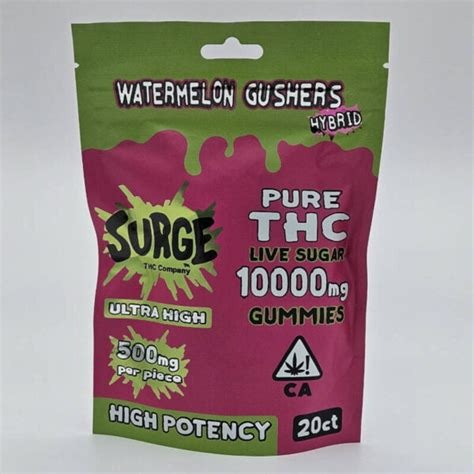 WATERMELON GUSHERS
HYBRID
SURGE
THC Company
TM
ULTRA HIGH
500mg
per piece
PURE
THC
LIVE SUGAR
10000mg
GUMMIES
!
CA
HIGH POTENCY
20ct